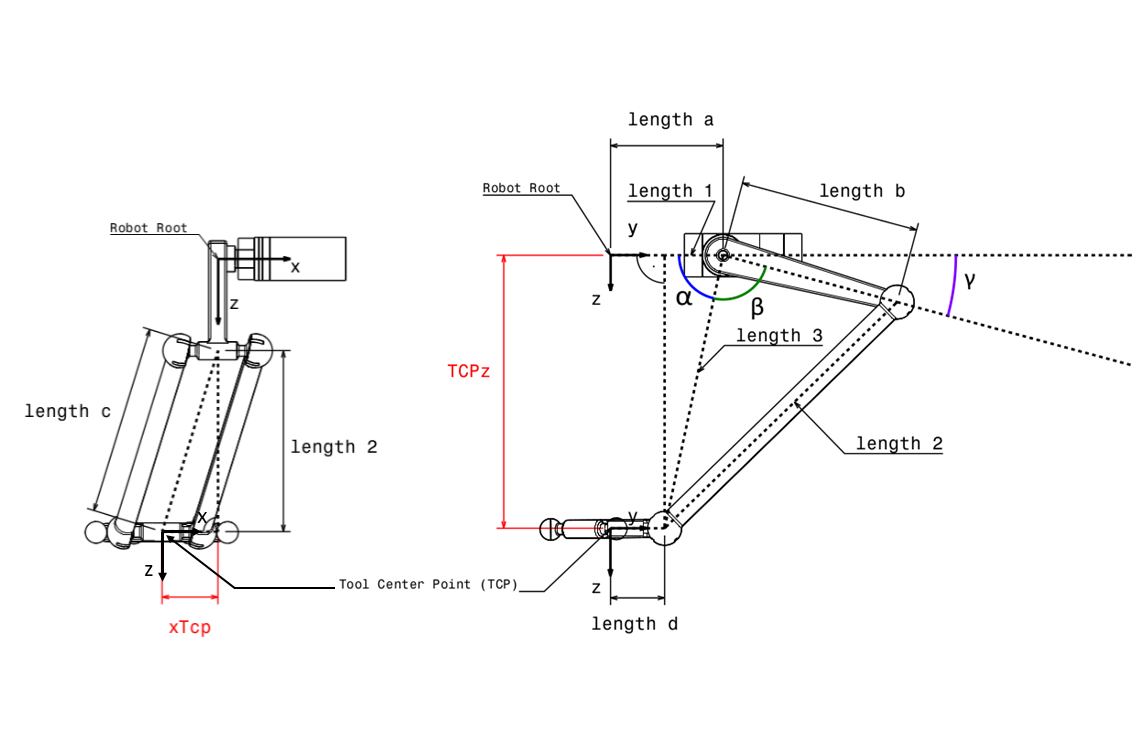 length a
Robot Root
length 1
length b
y
Robot Root
x
z
z
α
β
γ
length 3
TCPz
length c
length 2
length 2
x
y
z
Tool Center Point (TCP)
z
xTcp
length d